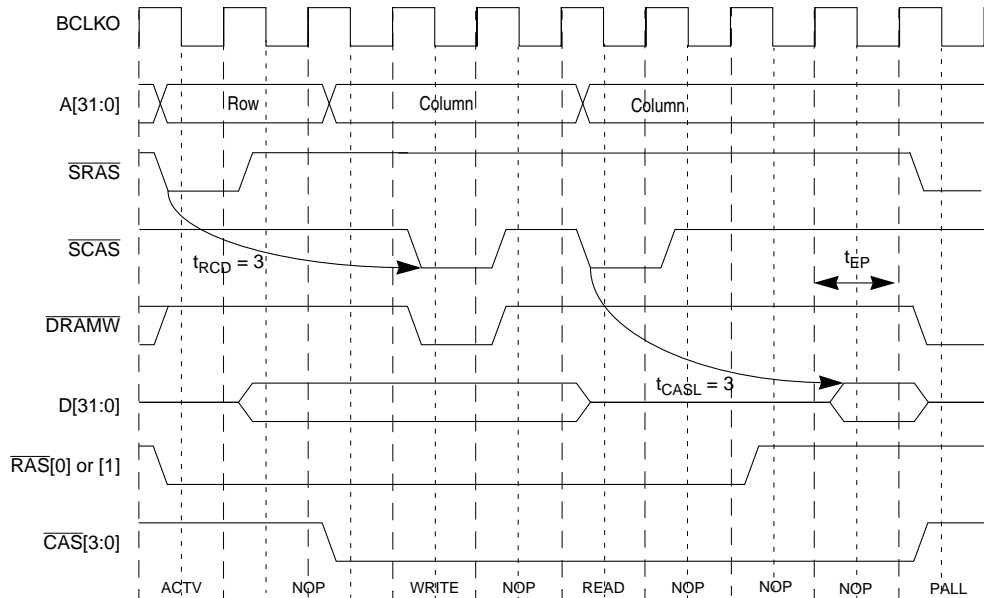 BCLKO
A[31:0] Row Column Column
SRAS
SCAS
tRCD = 3
tEP
DRAMW
tCASL = 3
D[31:0]
RAS[0] or [1]
CAS[3:0]
ACTV NOP WRITE NOP READ NOP NOP NOP PALL